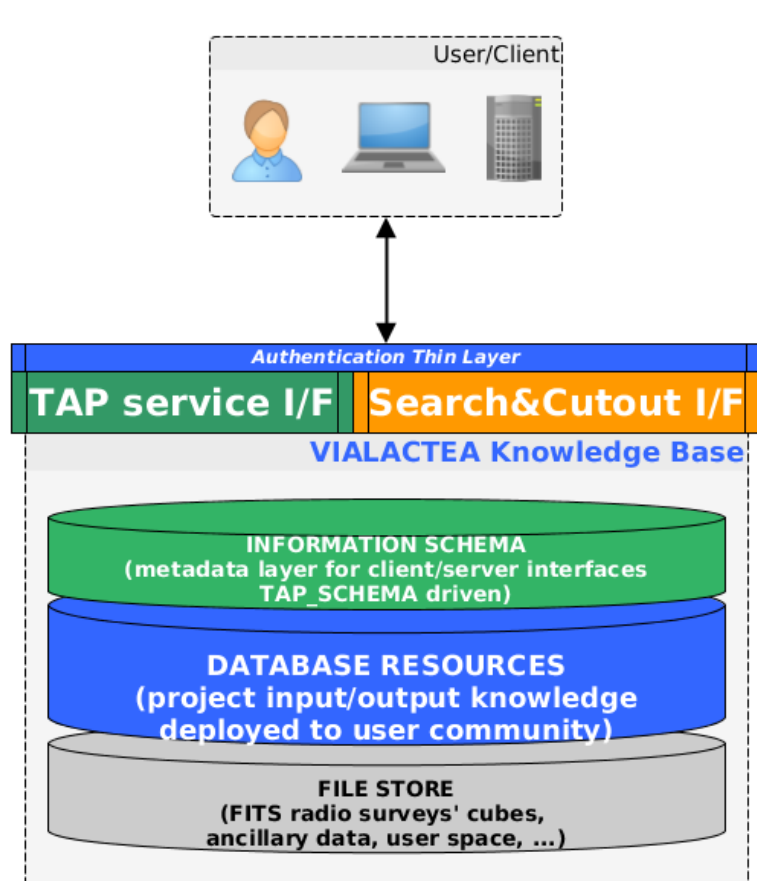 User/Client
Authentication Thin Layer
TAP service I/F
Search&Cutout I/F
VIALACTEA Knowledge Base
INFORMATION SCHEMA
(metadata layer for client/server interfaces
TAP_SCHEMA driven)
DATABASE RESOURCES
(project input/output knowledge
deployed to user community)
FILE STORE
(FITS radio surveys' cubes,
ancillary data, user space, ...)